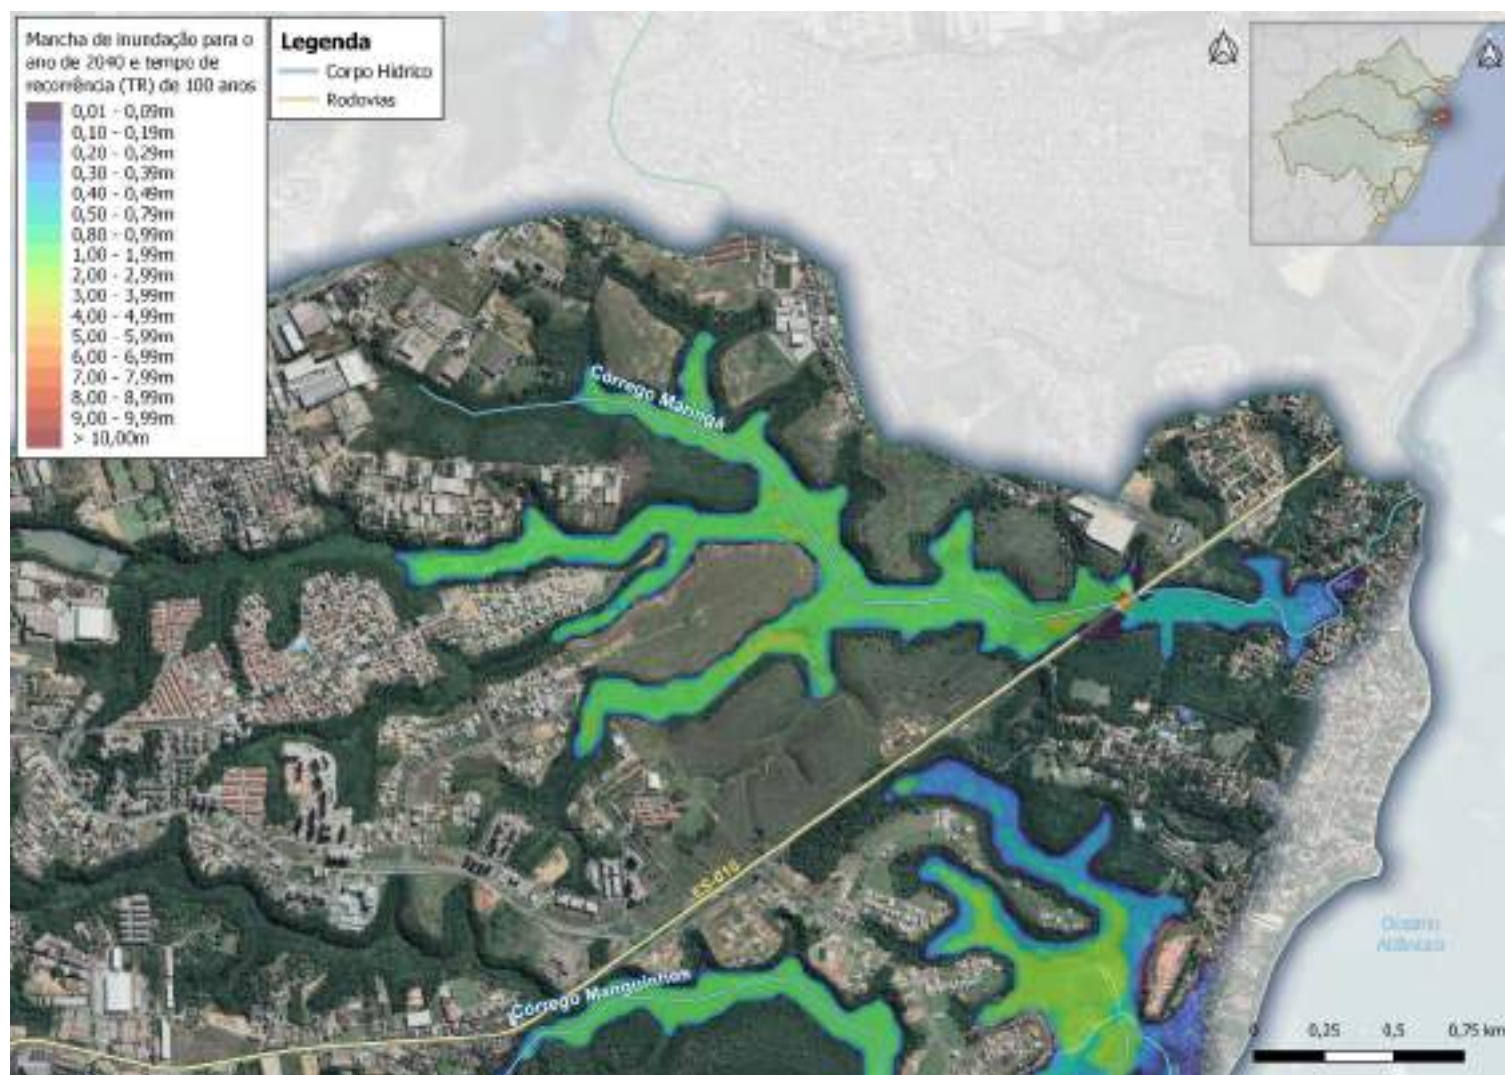 Mancha de inundação para o
ano de 2040 e tempo de
recorrência (TR) de 100 anos
0,01 - 0,09m
0,10 - 0,19m
0,20 - 0,29m
0,30 - 0,39m
0,40 - 0,49m
0,50 - 0,79m
0,80 - 0,99m
1,00 - 1,99m
2,00 - 2,99m
3,00 - 3,99m
4,00 - 4,99m
5,00 - 5,99m
6,00 - 6,99m
7,00 - 7,99m
8,00 - 8,99m
9,00 - 9,99m
> 10,00m
Legenda
Corpo Hídrico
Rodovias
Córrego Maringá
ES-010
Córrego Manguinhos
Oceano
Atlântico
0 0,25 0,5 0,75 km